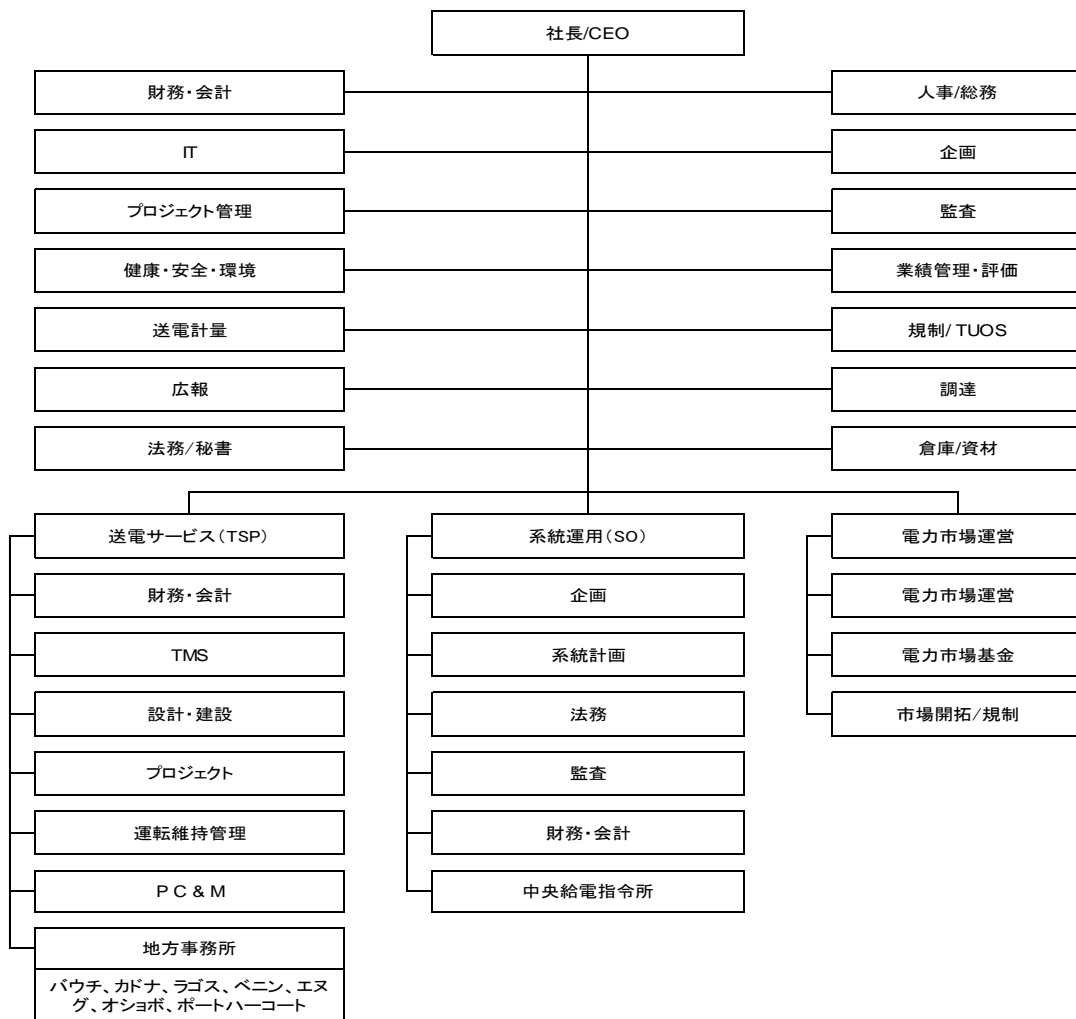 社長/CEO
財務・会計
人事/総務
IT
企画
プロジェクト管理
監査
健康・安全・環境
業績管理・評価
送電計量
規制/ TUOS
広報
調達
法務/秘書
倉庫/資材
送電サービス(TSP)
系統運用(SO)
電力市場運営
財務・会計
企画
電力市場運営
TMS
系統計画
電力市場基金
設計・建設
法務
市場開拓/規制
プロジェクト
監査
運転維持管理
財務・会計
P C & M
中央給電指令所
地方事務所
バウチ、カドナ、ラゴス、ベニン、エヌ
グ、オショボ、ポートハーコート